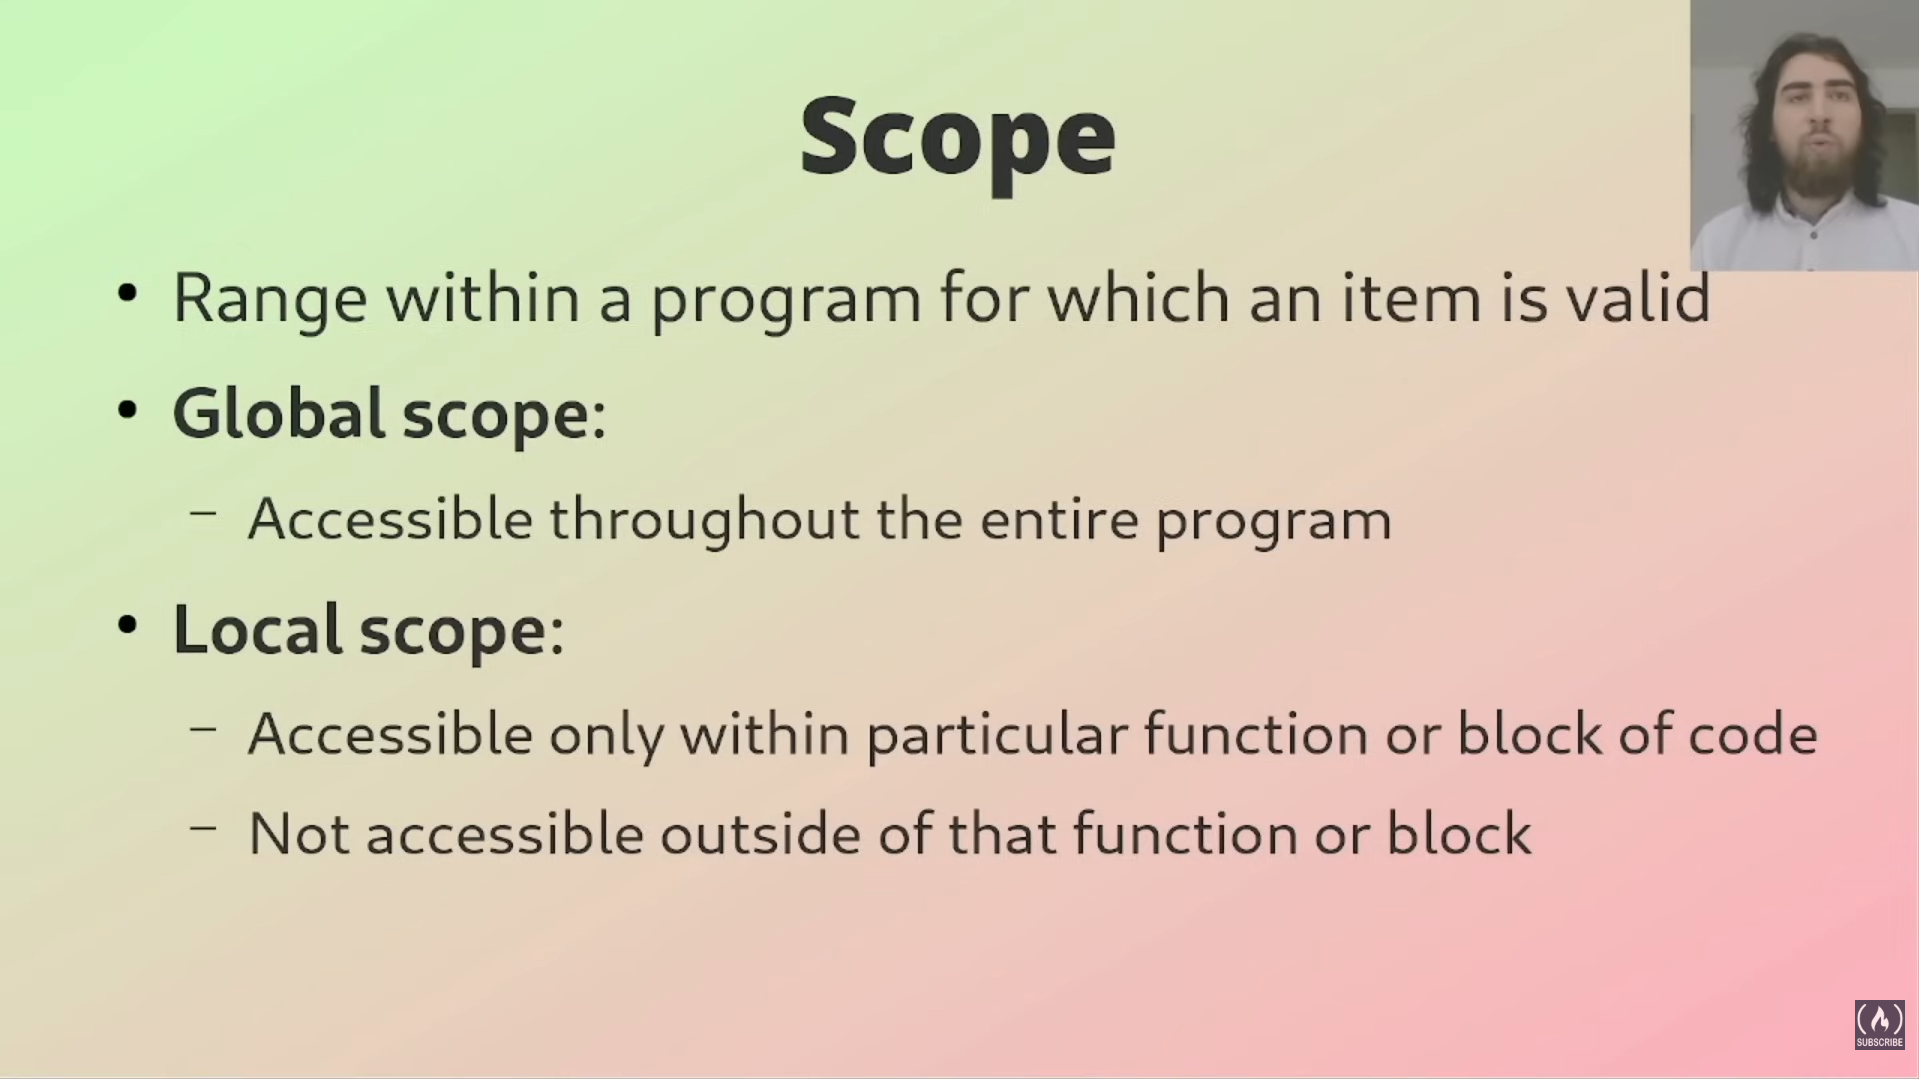 Scope
• Range within a program for which an item is valid
• Global scope:
– Accessible throughout the entire program
• Local scope:
– Accessible only within particular function or block of code
– Not accessible outside of that function or block
SUBSCRIBE